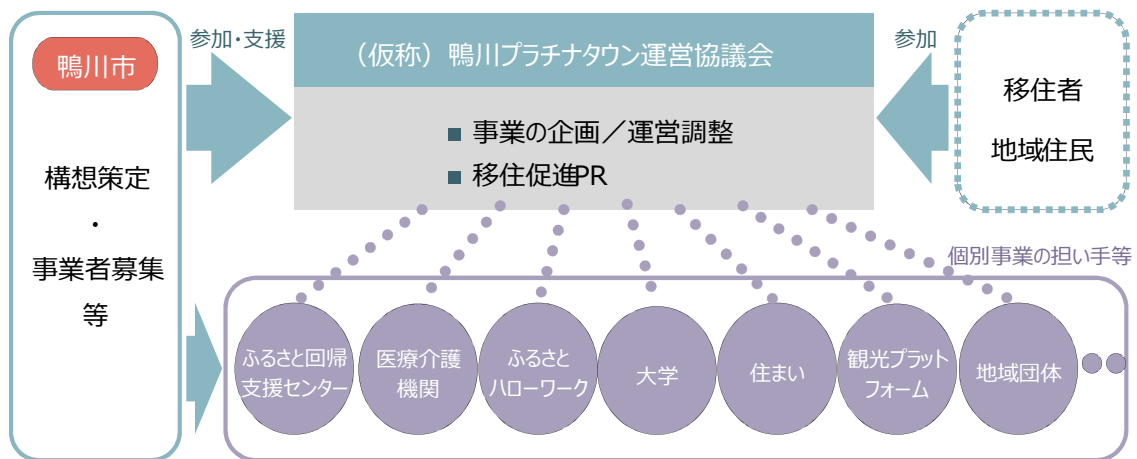 鴨川市
構想策定
・
事業者募集
等
参加・支援
（仮称）鴨川プラチナタウン運営協議会
■ 事業の企画／運営調整
■ 移住促進PR
参加
移住者
地域住民
個別事業の担い手等
ふるさと回帰
支援センター
医療介護
機関
ふるさと
ハローワーク
大学
住まい
観光プラット
フォーム
地域団体